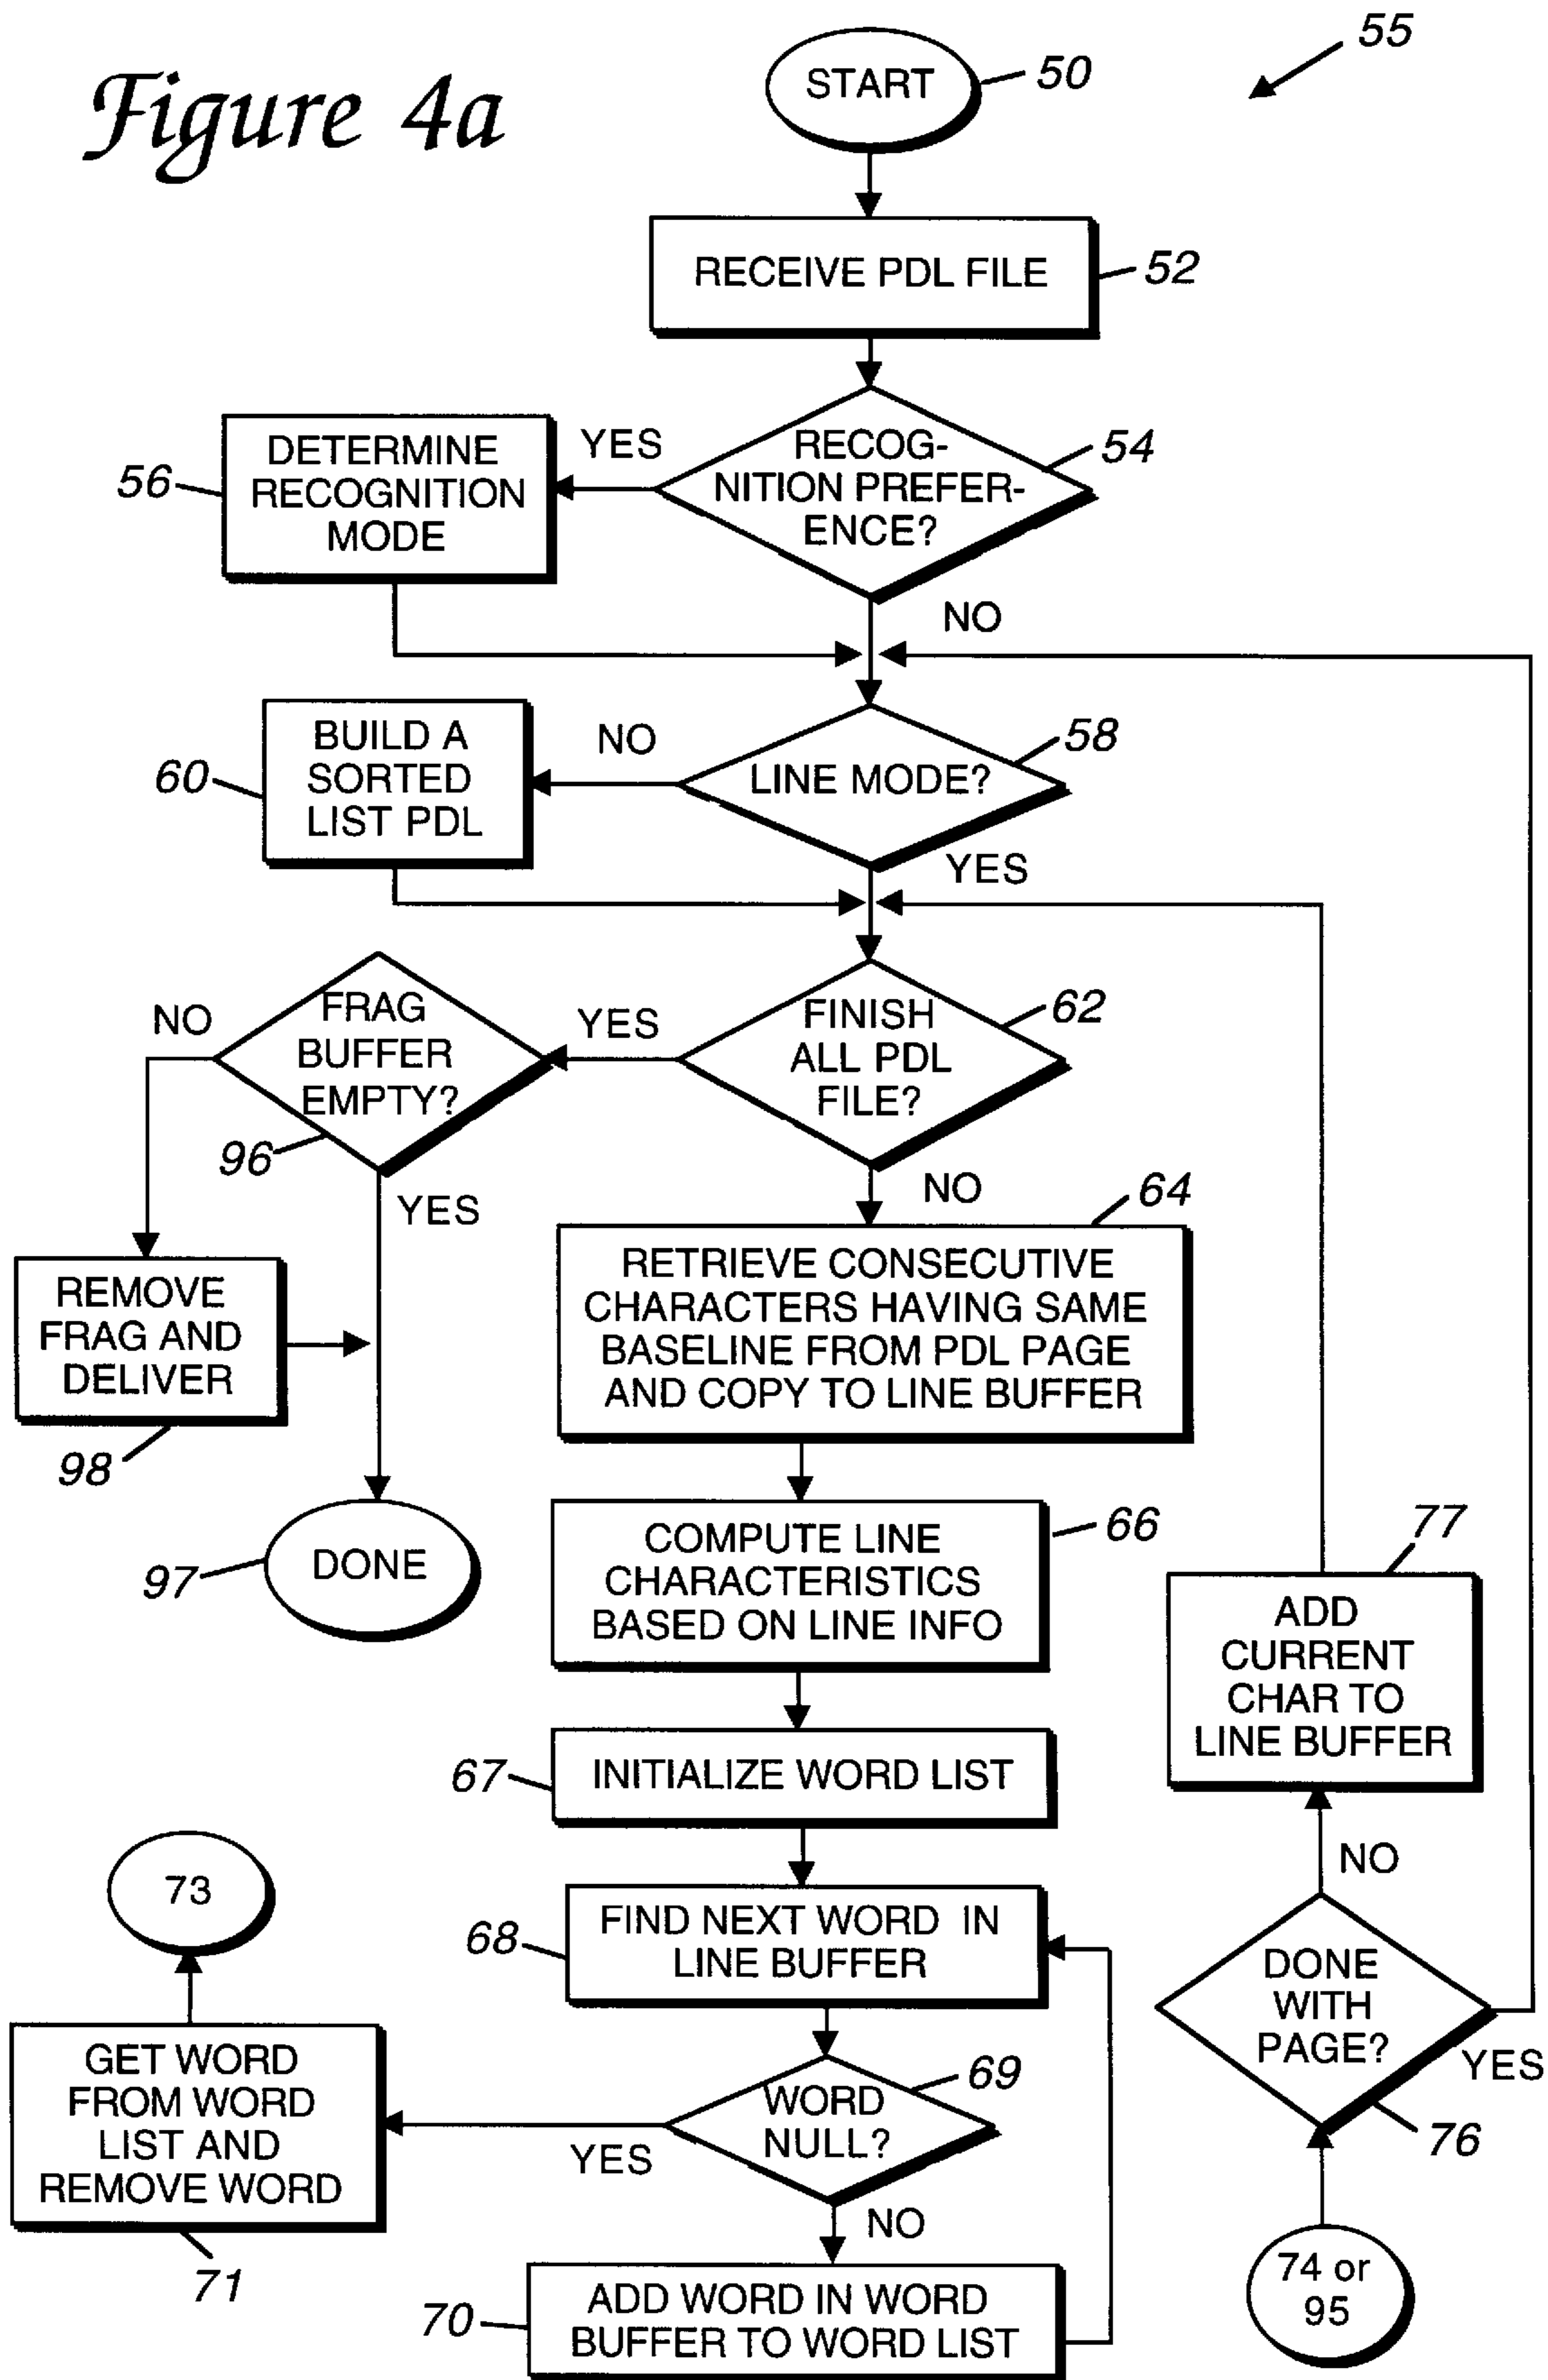 Figure 4a
START
50
55
RECEIVE PDL FILE
52
RECOG-
NITION PREFER-
ENCE?
54
YES
DETERMINE
RECOGNITION
MODE
56
NO
LINE MODE?
58
NO
BUILD A
SORTED
LIST PDL
60
YES
FINISH
ALL PDL
FILE?
62
YES
FRAG
BUFFER
EMPTY?
96
NO
YES
REMOVE
FRAG AND
DELIVER
98
DONE
97
NO
RETRIEVE CONSECUTIVE
CHARACTERS HAVING SAME
BASELINE FROM PDL PAGE
AND COPY TO LINE BUFFER
64
COMPUTE LINE
CHARACTERISTICS
BASED ON LINE INFO
66
INITIALIZE WORD LIST
67
FIND NEXT WORD IN
LINE BUFFER
68
WORD
NULL?
69
YES
GET WORD
FROM WORD
LIST AND
REMOVE WORD
71
73
NO
ADD WORD IN WORD
BUFFER TO WORD LIST
70
ADD
CURRENT
CHAR TO
LINE BUFFER
77
NO
DONE
WITH
PAGE?
YES
76
74 or
95